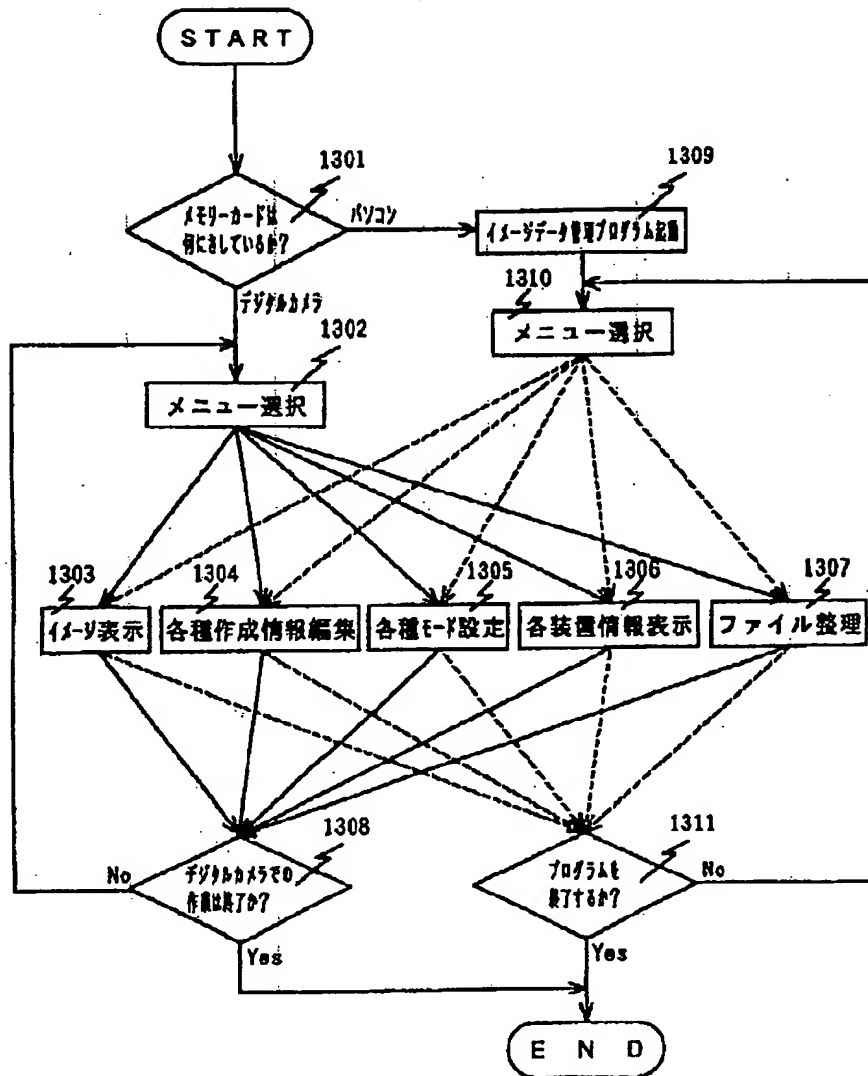 START
1301
メモリーカードは
何にさしているか?
パソコン
デジタルカメラ
1309
イメージデータ管理プログラム起動
1310
メニュー選択
1302
メニュー選択
1303
イメージ表示
1304
各種作成情報編集
1305
各種モード設定
1306
各装置情報表示
1307
ファイル整理
1308
デジタルカメラでの
作業は終了か?
No
Yes
1311
プログラムを
終了するか?
No
Yes
END